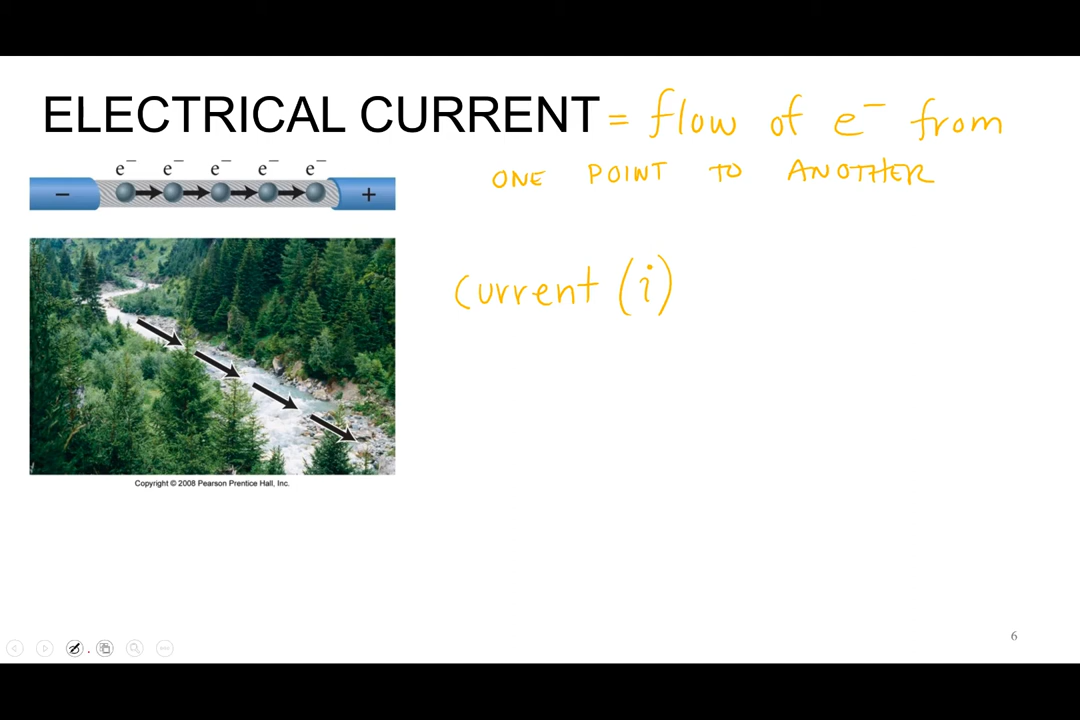 ELECTRICAL CURRENT = flow of e⁻ from
ONE POINT TO ANOTHER
e⁻ e⁻ e⁻ e⁻ e⁻
− +
current (i)
Copyright © 2008 Pearson Prentice Hall, Inc.
6